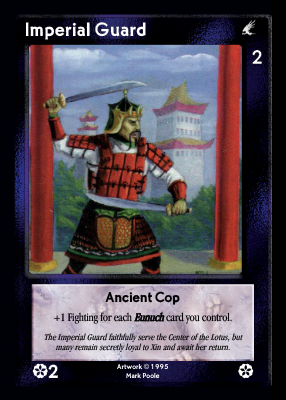 Imperial Guard
2
Ancient Cop
+1 Fighting for each Eunuch card you control.
The Imperial Guard faithfully serve the Center of the Lotus, but
many remain secretly loyal to Xin and await her return.
2
Artwork © 1995
Mark Poole